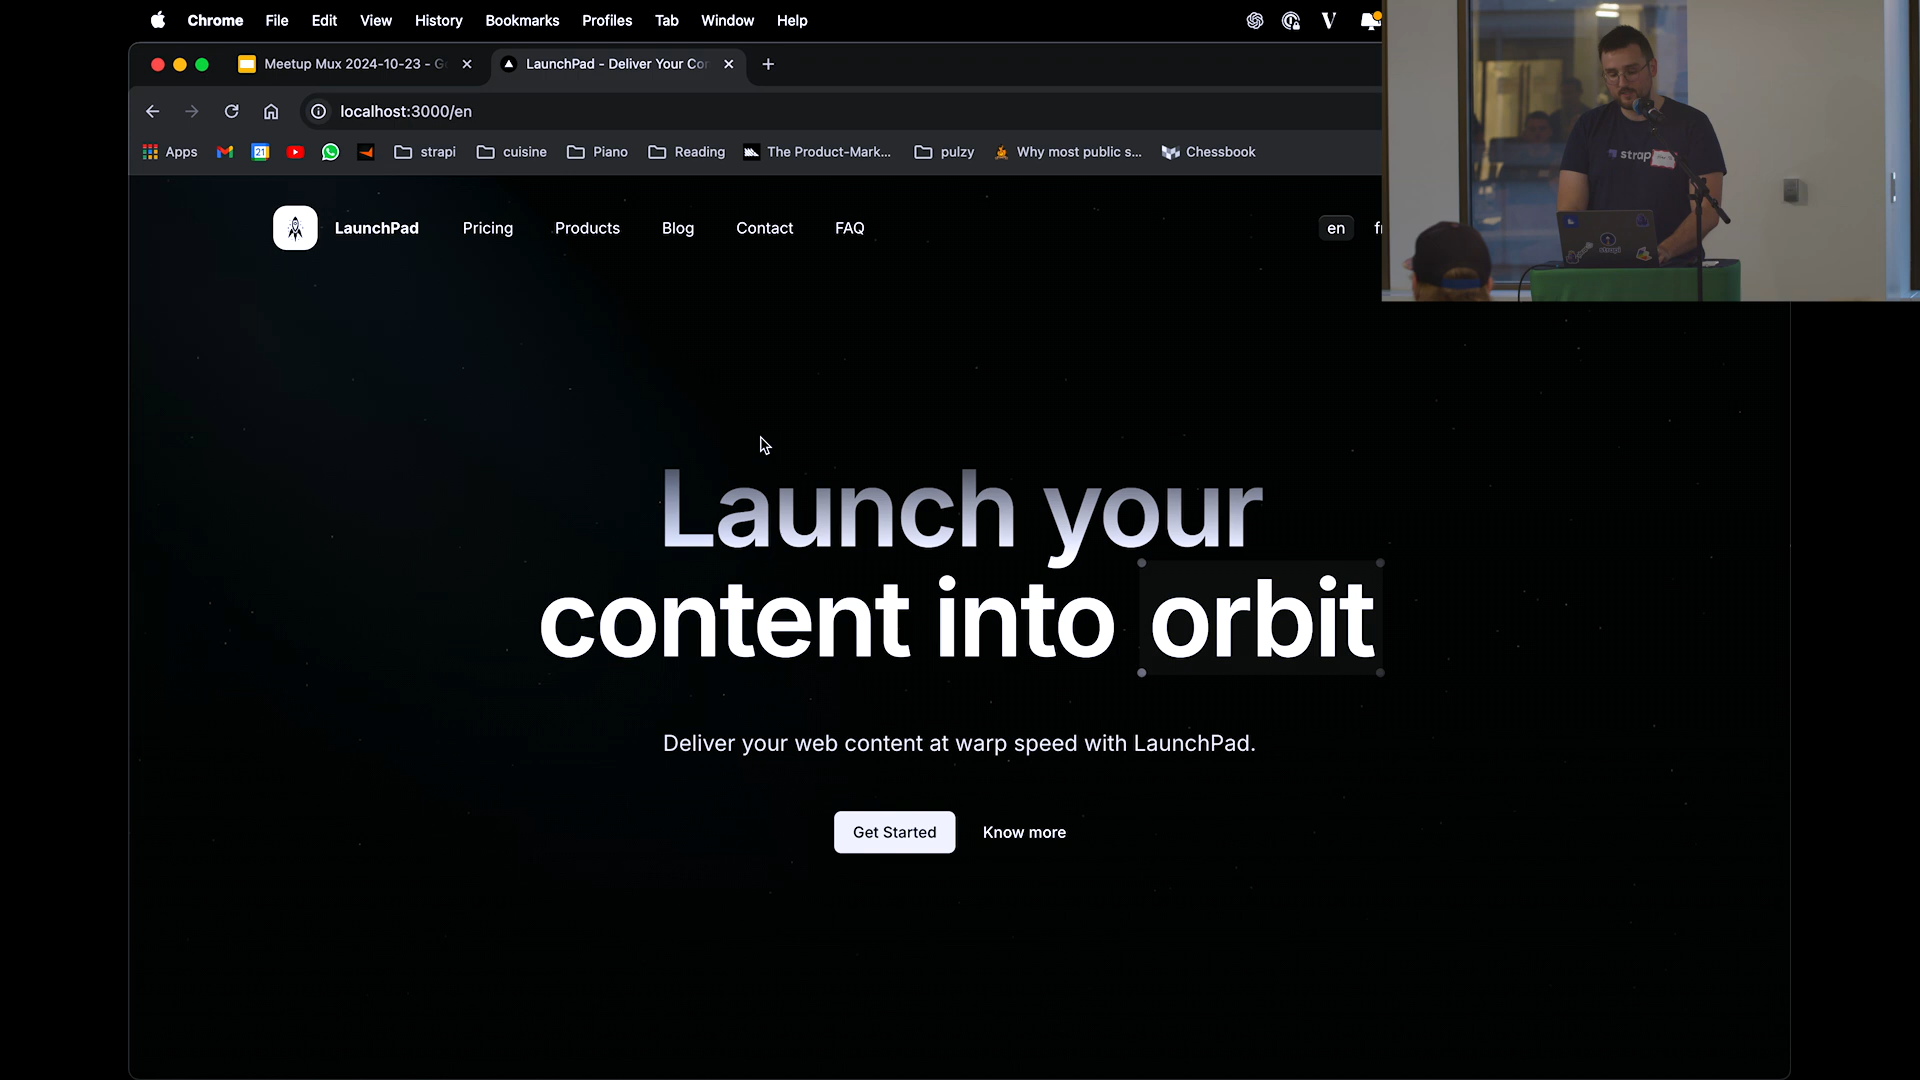 Chrome File Edit View History Bookmarks Profiles Tab Window Help
Meetup Mux 2024-10-23 - G
LaunchPad - Deliver Your Co
localhost:3000/en
Apps
21
strapi
cuisine
Piano
Reading
The Product-Mark...
pulzy
Why most public s...
Chessbook
LaunchPad
Pricing
Products
Blog
Contact
FAQ
en
strap
strapi
Launch your
content into orbit
Deliver your web content at warp speed with LaunchPad.
Get Started
Know more